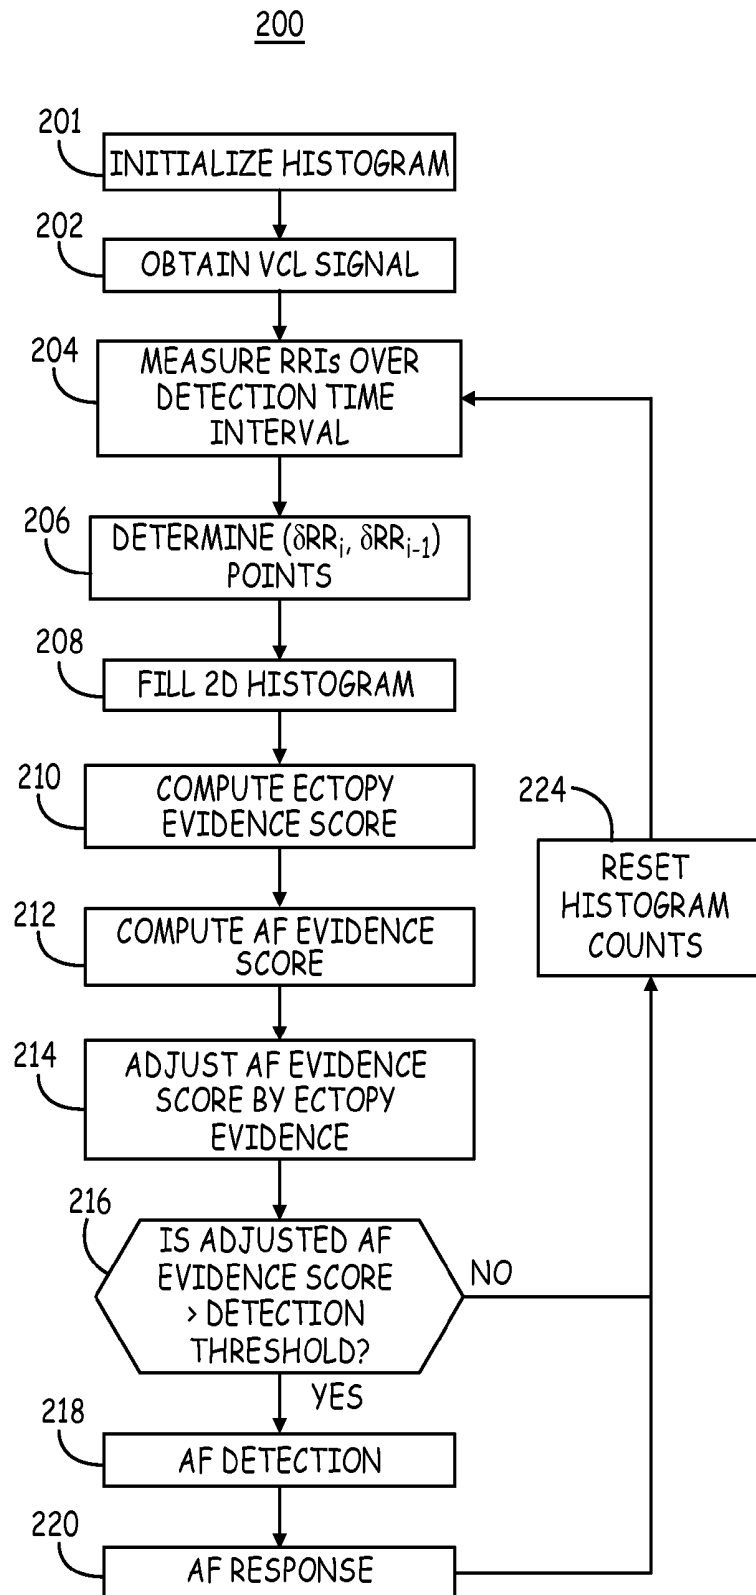 200
201
INITIALIZE HISTOGRAM
202
OBTAIN VCL SIGNAL
204
MEASURE RRIs OVER
DETECTION TIME
INTERVAL
206
DETERMINE (δRRᵢ, δRRᵢ₋₁)
POINTS
208
FILL 2D HISTOGRAM
210
COMPUTE ECTOPY
EVIDENCE SCORE
224
RESET
HISTOGRAM
COUNTS
212
COMPUTE AF EVIDENCE
SCORE
214
ADJUST AF EVIDENCE
SCORE BY ECTOPY
EVIDENCE
216
IS ADJUSTED AF
EVIDENCE SCORE
> DETECTION
THRESHOLD?
NO
YES
218
AF DETECTION
220
AF RESPONSE